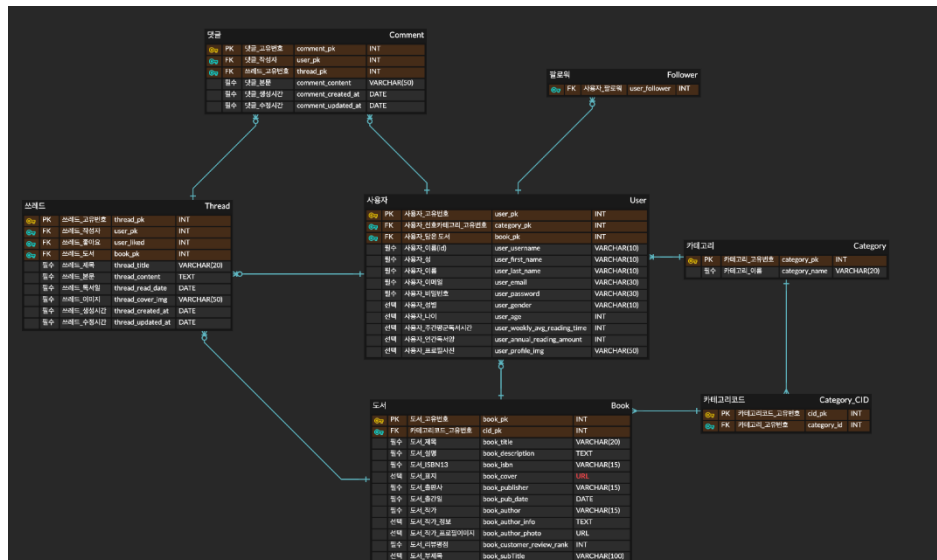 댓글 Comment
PK 댓글_고유번호 comment_pk INT
FK 댓글_작성자 user_pk INT
FK 쓰레드_고유번호 thread_pk INT
필수 댓글_본문 comment_content VARCHAR(50)
필수 댓글_생성시간 comment_created_at DATE
필수 댓글_수정시간 comment_updated_at DATE
팔로워 Follower
FK 사용자_팔로워 user_follower INT
쓰레드 Thread
PK 쓰레드_고유번호 thread_pk INT
FK 쓰레드_작성자 user_pk INT
FK 쓰레드_좋아요 user_liked INT
FK 쓰레드_도서 book_pk INT
필수 쓰레드_제목 thread_title VARCHAR(20)
필수 쓰레드_본문 thread_content TEXT
필수 쓰레드_독서일 thread_read_date DATE
필수 쓰레드_이미지 thread_cover_img VARCHAR(50)
필수 쓰레드_생성시간 thread_created_at DATE
필수 쓰레드_수정시간 thread_updated_at DATE
사용자 User
PK 사용자_고유번호 user_pk INT
FK 사용자_선호카테고리_고유번호 category_pk INT
FK 사용자_담은 도서 book_pk INT
필수 사용자_이름(id) user_username VARCHAR(10)
필수 사용자_성 user_first_name VARCHAR(10)
필수 사용자_이름 user_last_name VARCHAR(10)
필수 사용자_이메일 user_email VARCHAR(30)
필수 사용자_비밀번호 user_password VARCHAR(30)
선택 사용자_성별 user_gender VARCHAR(10)
선택 사용자_나이 user_age INT
선택 사용자_주간평균독서시간 user_weekly_avg_reading_time INT
선택 사용자_연간독서량 user_annual_reading_amount INT
선택 사용자_프로필사진 user_profile_img VARCHAR(50)
카테고리 Category
PK 카테고리_고유번호 category_pk INT
필수 카테고리_이름 category_name VARCHAR(20)
카테고리코드 Category_CID
PK 카테고리코드_고유번호 cid_pk INT
FK 카테고리_고유번호 category_id INT
도서 Book
PK 도서_고유번호 book_pk INT
FK 카테고리코드_고유번호 cid_pk INT
필수 도서_제목 book_title VARCHAR(20)
필수 도서_설명 book_description TEXT
필수 도서_ISBN13 book_isbn VARCHAR(15)
선택 도서_표지 book_cover URL
필수 도서_출판사 book_publisher VARCHAR(15)
필수 도서_출간일 book_pub_date DATE
필수 도서_작가 book_author VARCHAR(15)
선택 도서_작가_정보 book_author_info TEXT
선택 도서_작가_프로필이미지 book_author_photo URL
필수 도서_리뷰평점 book_customer_review_rank INT
선택 도서_부제목 book_subTitle VARCHAR(100)